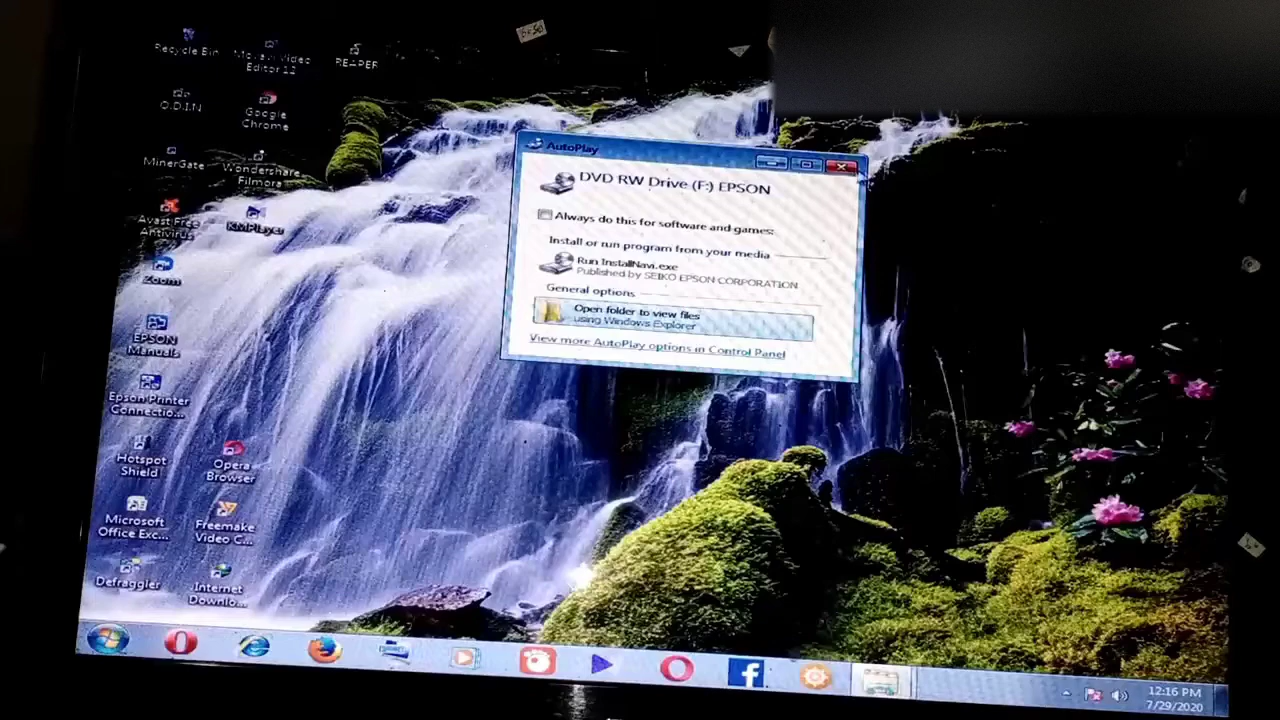 Recycle Bin
Movavi Video
Editor 12
REAPER
O.D.I.N
Google
Chrome
MinerGate
Wondershare
Filmora
Avast Free
Antivirus
KMPlayer
Zoom
EPSON
Manuals
Epson Printer
Connectio...
Hotspot
Shield
Opera
Browser
Microsoft
Office Exc...
Freemake
Video C...
Defraggler
Internet
Downlo...
AutoPlay
DVD RW Drive (F:) EPSON
Always do this for software and games:
Install or run program from your media
Run InstallNavi.exe
Published by SEIKO EPSON CORPORATION
General options
Open folder to view files
using Windows Explorer
View more AutoPlay options in Control Panel
12:16 PM
7/29/2020